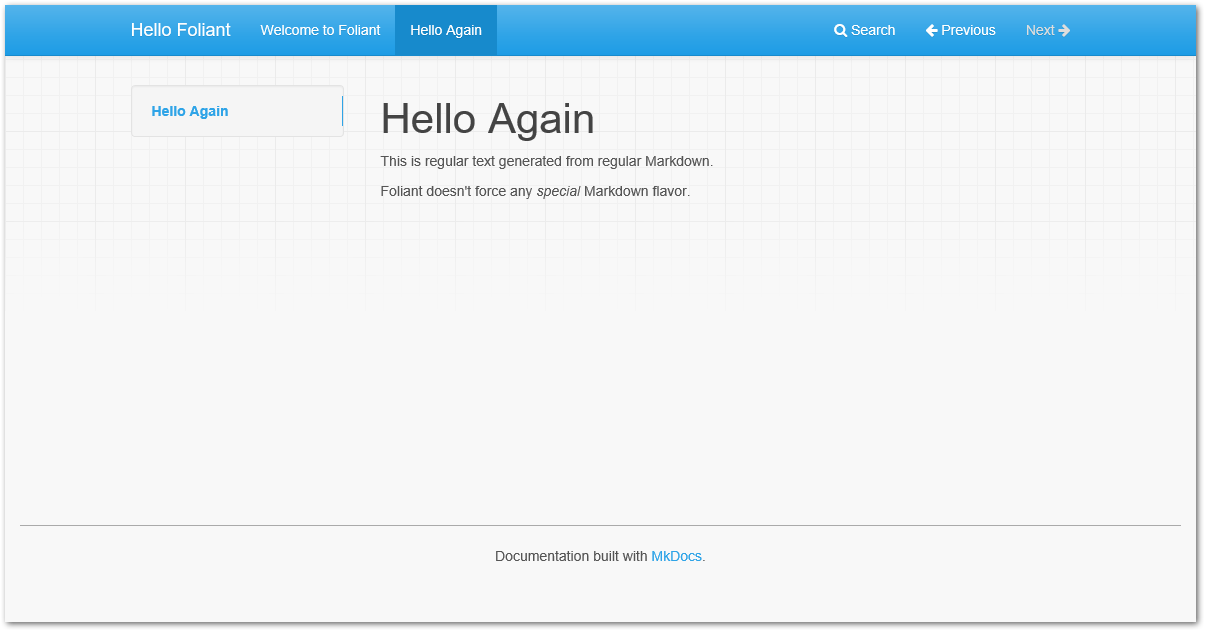 Hello Foliant Welcome to Foliant Hello Again Search Previous Next
Hello Again
Hello Again
This is regular text generated from regular Markdown.
Foliant doesn't force any special Markdown flavor.
Documentation built with MkDocs.